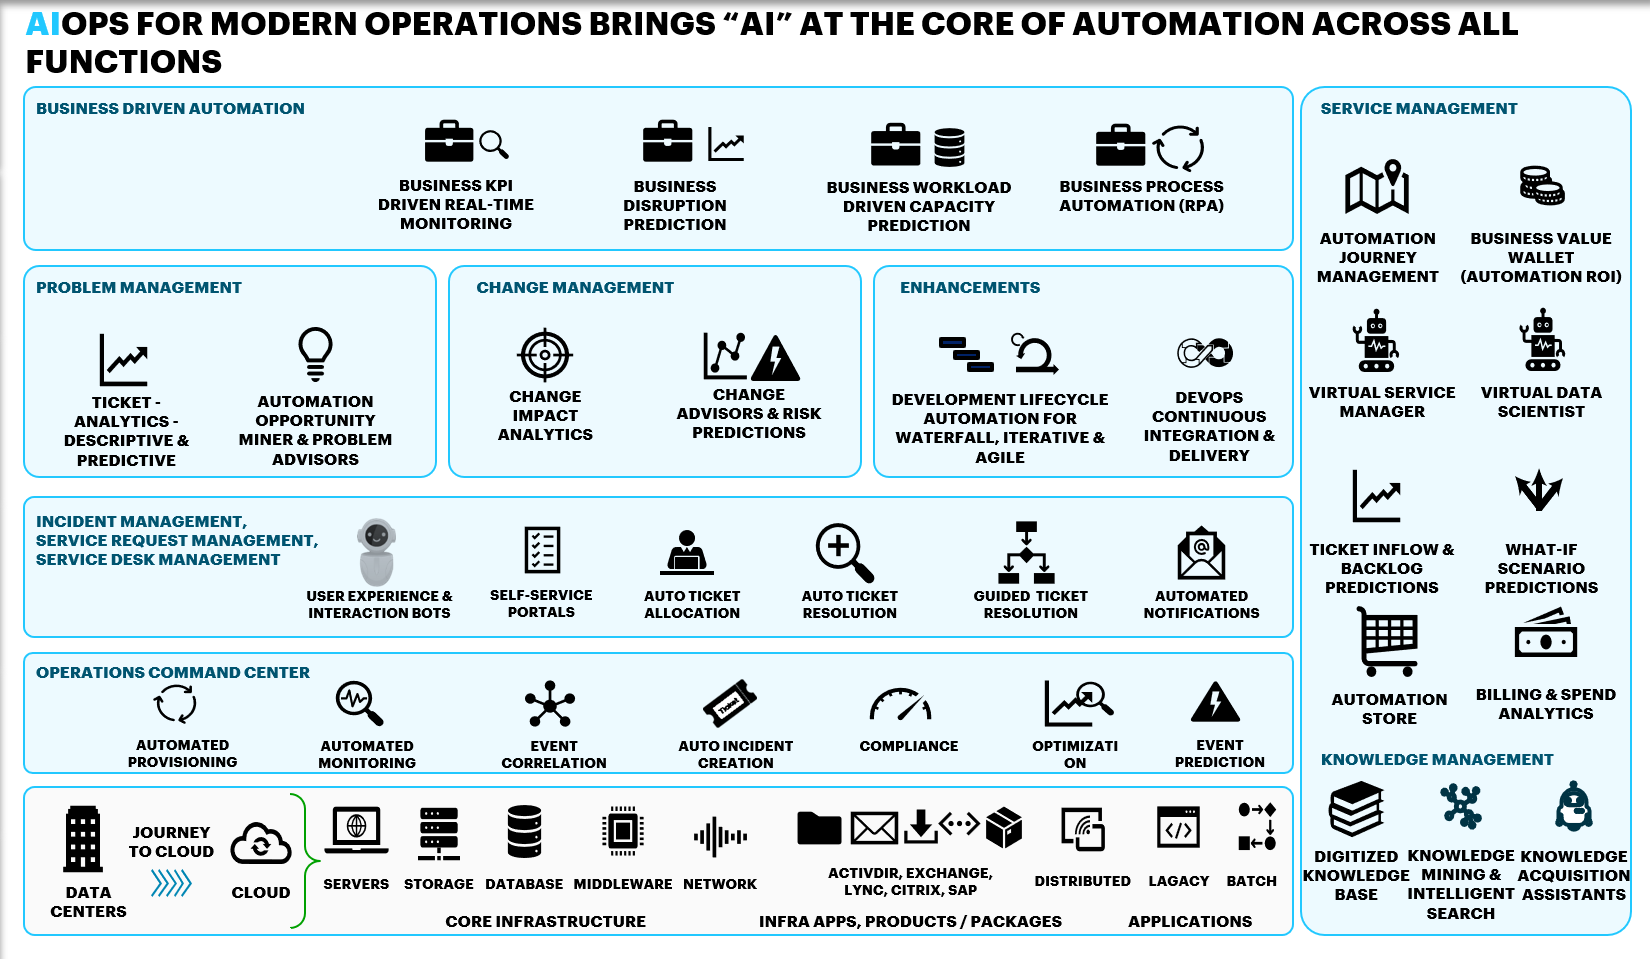 AIOPS FOR MODERN OPERATIONS BRINGS “AI” AT THE CORE OF AUTOMATION ACROSS ALL
FUNCTIONS
BUSINESS DRIVEN AUTOMATION
BUSINESS KPI
DRIVEN REAL-TIME
MONITORING
BUSINESS
DISRUPTION
PREDICTION
BUSINESS WORKLOAD
DRIVEN CAPACITY
PREDICTION
BUSINESS PROCESS
AUTOMATION (RPA)
PROBLEM MANAGEMENT
TICKET -
ANALYTICS -
DESCRIPTIVE &
PREDICTIVE
AUTOMATION
OPPORTUNITY
MINER & PROBLEM
ADVISORS
CHANGE MANAGEMENT
CHANGE
IMPACT
ANALYTICS
CHANGE
ADVISORS & RISK
PREDICTIONS
ENHANCEMENTS
DEVELOPMENT LIFECYCLE
AUTOMATION FOR
WATERFALL, ITERATIVE &
AGILE
DEVOPS
CONTINUOUS
INTEGRATION &
DELIVERY
INCIDENT MANAGEMENT,
SERVICE REQUEST MANAGEMENT,
SERVICE DESK MANAGEMENT
USER EXPERIENCE &
INTERACTION BOTS
SELF-SERVICE
PORTALS
AUTO TICKET
ALLOCATION
AUTO TICKET
RESOLUTION
GUIDED TICKET
RESOLUTION
@
AUTOMATED
NOTIFICATIONS
OPERATIONS COMMAND CENTER
AUTOMATED
PROVISIONING
AUTOMATED
MONITORING
EVENT
CORRELATION
Ticket
AUTO INCIDENT
CREATION
COMPLIANCE
OPTIMIZATI
ON
EVENT
PREDICTION
DATA
CENTERS
JOURNEY
TO CLOUD
CLOUD
SERVERS
STORAGE
DATABASE
MIDDLEWARE
NETWORK
CORE INFRASTRUCTURE
ACTIVDIR, EXCHANGE,
LYNC, CITRIX, SAP
INFRA APPS, PRODUCTS / PACKAGES
DISTRIBUTED
</>
LAGACY
BATCH
APPLICATIONS
SERVICE MANAGEMENT
AUTOMATION
JOURNEY
MANAGEMENT
BUSINESS VALUE
WALLET
(AUTOMATION ROI)
VIRTUAL SERVICE
MANAGER
VIRTUAL DATA
SCIENTIST
TICKET INFLOW &
BACKLOG
PREDICTIONS
WHAT-IF
SCENARIO
PREDICTIONS
AUTOMATION
STORE
BILLING & SPEND
ANALYTICS
KNOWLEDGE MANAGEMENT
DIGITIZED
KNOWLEDGE
BASE
KNOWLEDGE
MINING &
INTELLIGENT
SEARCH
KNOWLEDGE
ACQUISITION
ASSISTANTS